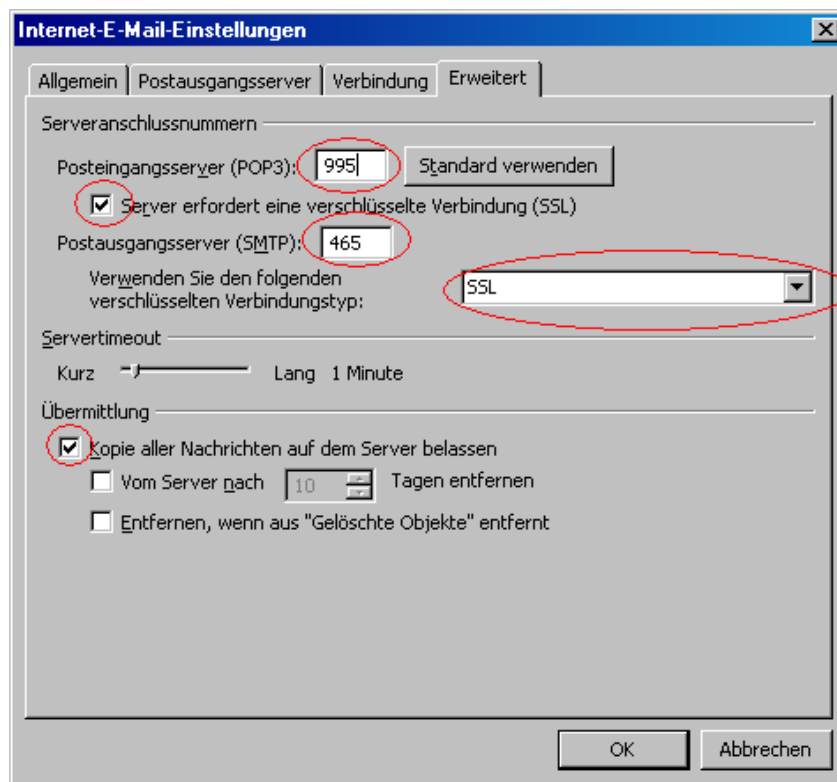 Internet-E-Mail-Einstellungen
Allgemein Postausgangsserver Verbindung Erweitert
Serveranschlussnummern
Posteingangsserver (POP3): 995 Standard verwenden
Server erfordert eine verschlüsselte Verbindung (SSL)
Postausgangsserver (SMTP): 465
Verwenden Sie den folgenden
verschlüsselten Verbindungstyp: SSL
Servertimeout
Kurz Lang 1 Minute
Übermittlung
Kopie aller Nachrichten auf dem Server belassen
Vom Server nach 10 Tagen entfernen
Entfernen, wenn aus "Gelöschte Objekte" entfernt
OK Abbrechen